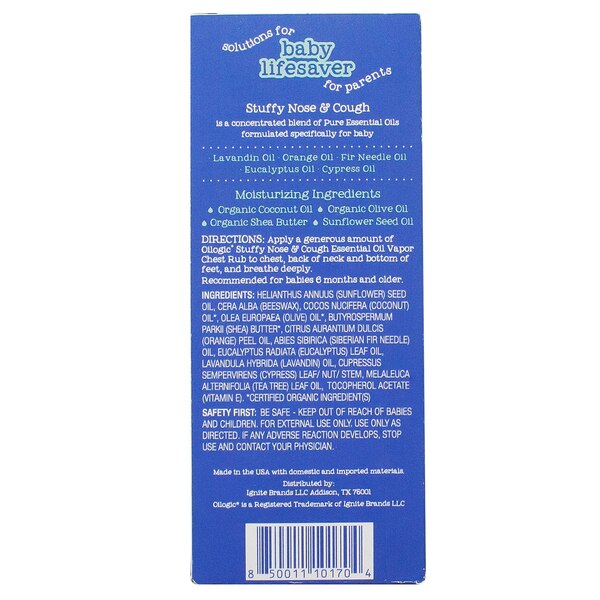 solutions for
baby
lifesaver
for parents
Stuffy Nose & Cough
is a concentrated blend of Pure Essential Oils
formulated specifically for baby
Lavandin Oil · Orange Oil · Fir Needle Oil
· Eucalyptus Oil · Cypress Oil
Moisturizing Ingredients
Organic Coconut Oil Organic Olive Oil
Organic Shea Butter Sunflower Seed Oil
DIRECTIONS: Apply a generous amount of
Oilogic® Stuffy Nose & Cough Essential Oil Vapor
Chest Rub to chest, back of neck and bottom of
feet, and breathe deeply.
Recommended for babies 6 months and older.
INGREDIENTS: HELIANTHUS ANNUUS (SUNFLOWER) SEED
OIL, CERA ALBA (BEESWAX), COCOS NUCIFERA (COCONUT)
OIL*, OLEA EUROPAEA (OLIVE) OIL*, BUTYROSPERMUM
PARKII (SHEA) BUTTER*, CITRUS AURANTIUM DULCIS
(ORANGE) PEEL OIL, ABIES SIBIRICA (SIBERIAN FIR NEEDLE)
OIL, EUCALYPTUS RADIATA (EUCALYPTUS) LEAF OIL,
LAVANDULA HYBRIDA (LAVANDIN) OIL, CUPRESSUS
SEMPERVIRENS (CYPRESS) LEAF/ NUT/ STEM, MELALEUCA
ALTERNIFOLIA (TEA TREE) LEAF OIL, TOCOPHEROL ACETATE
(VITAMIN E). *CERTIFIED ORGANIC INGREDIENT(S)
SAFETY FIRST: BE SAFE - KEEP OUT OF REACH OF BABIES
AND CHILDREN. FOR EXTERNAL USE ONLY. USE ONLY AS
DIRECTED. IF ANY ADVERSE REACTION DEVELOPS, STOP
USE AND CONTACT YOUR PHYSICIAN.
Made in the USA with domestic and imported materials
Distributed by:
Ignite Brands LLC Addison, TX 75001
Oilogic® is a Registered Trademark of Ignite Brands LLC
8 50011 10170 4